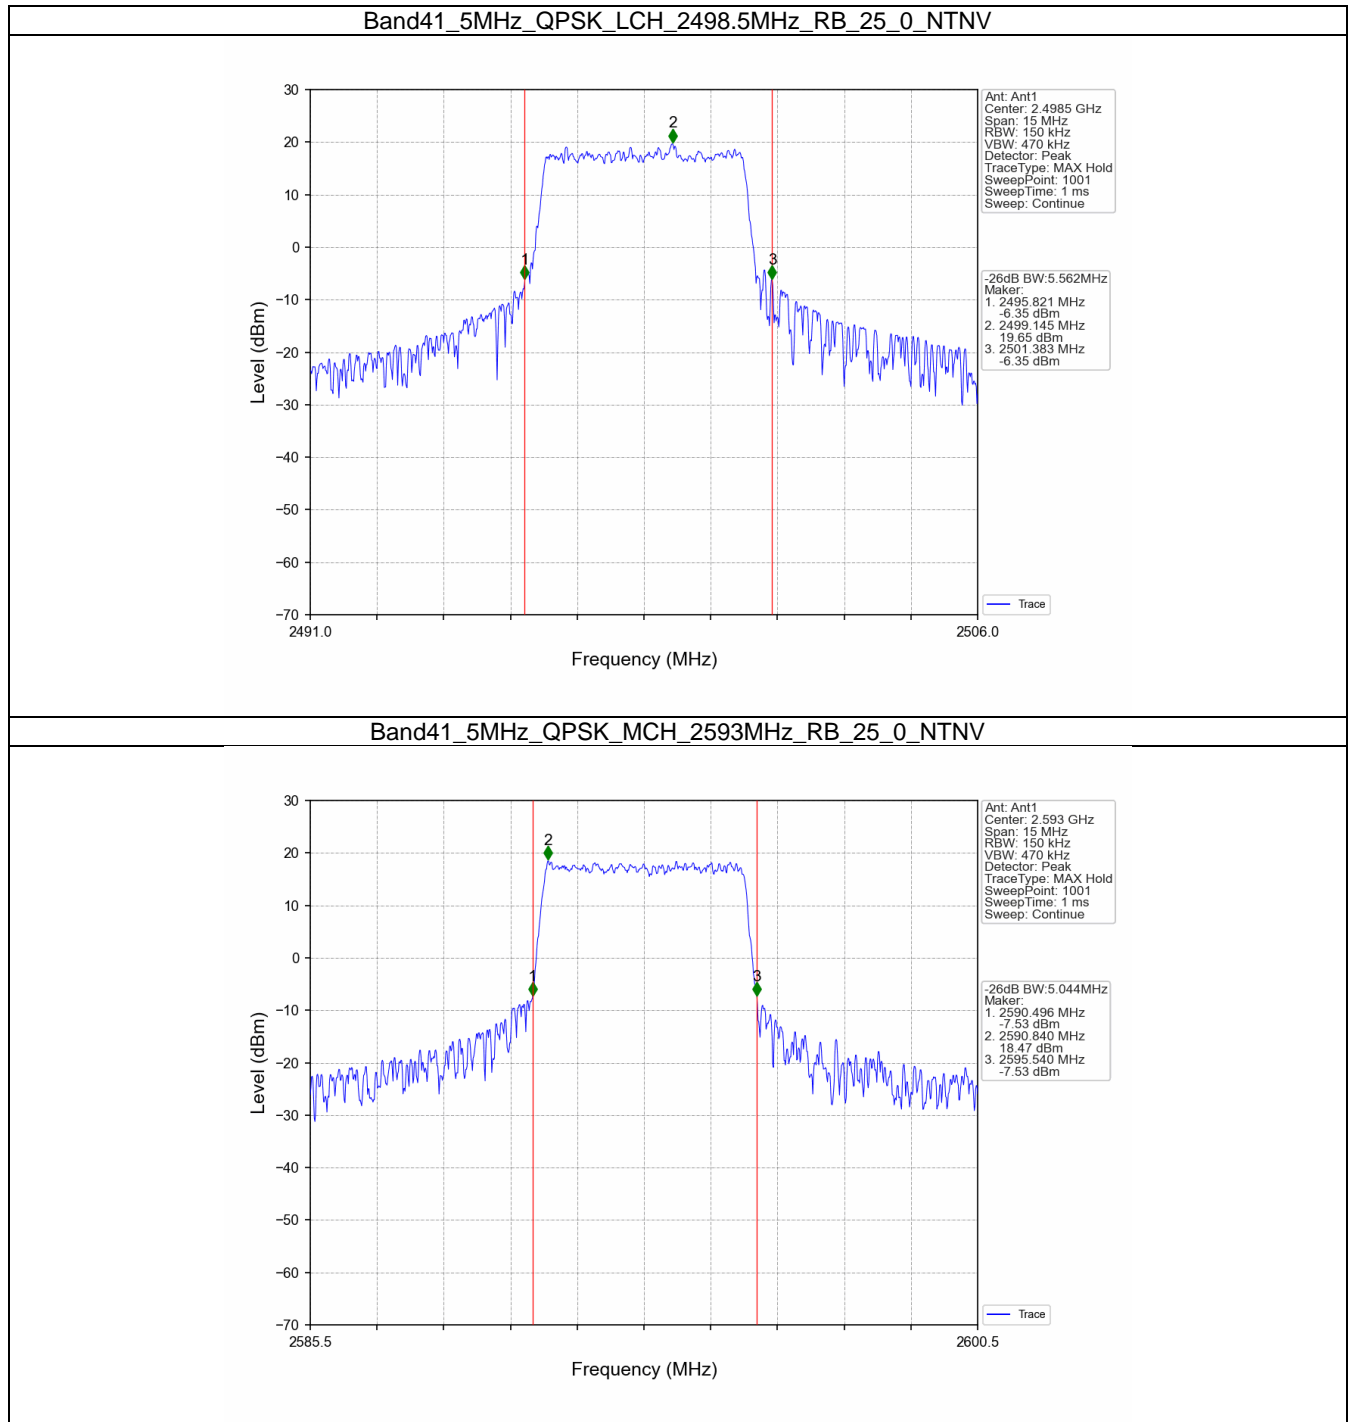 Band41_5MHz_QPSK_LCH_2498.5MHz_RB_25_0_NTNV
30
20
10
0
−10
−20
−30
−40
−50
−60
−70
Level (dBm)
1
2
3
2491.0
2506.0
Frequency (MHz)
Ant: Ant1
Center: 2.4985 GHz
Span: 15 MHz
RBW: 150 kHz
VBW: 470 kHz
Detector: Peak
TraceType: MAX Hold
SweepPoint: 1001
SweepTime: 1 ms
Sweep: Continue
-26dB BW:5.562MHz
Maker:
1. 2495.821 MHz
-6.35 dBm
2. 2499.145 MHz
19.65 dBm
3. 2501.383 MHz
-6.35 dBm
Trace
Band41_5MHz_QPSK_MCH_2593MHz_RB_25_0_NTNV
30
20
10
0
−10
−20
−30
−40
−50
−60
−70
Level (dBm)
1
2
3
2585.5
2600.5
Frequency (MHz)
Ant: Ant1
Center: 2.593 GHz
Span: 15 MHz
RBW: 150 kHz
VBW: 470 kHz
Detector: Peak
TraceType: MAX Hold
SweepPoint: 1001
SweepTime: 1 ms
Sweep: Continue
-26dB BW:5.044MHz
Maker:
1. 2590.496 MHz
-7.53 dBm
2. 2590.840 MHz
18.47 dBm
3. 2595.540 MHz
-7.53 dBm
Trace